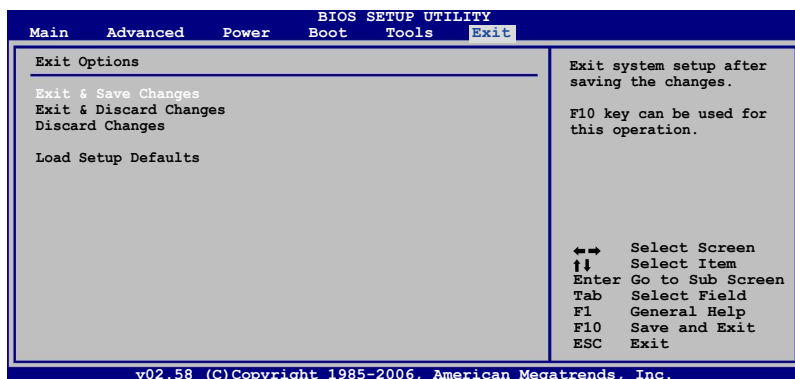 BIOS SETUP UTILITY
Main Advanced Power Boot Tools Exit
Exit Options
Exit & Save Changes
Exit & Discard Changes
Discard Changes
Load Setup Defaults
Exit system setup after
saving the changes.
F10 key can be used for
this operation.
←→ Select Screen
↑↓ Select Item
Enter Go to Sub Screen
Tab Select Field
F1 General Help
F10 Save and Exit
ESC Exit
v02.58 (C)Copyright 1985-2006, American Megatrends, Inc.